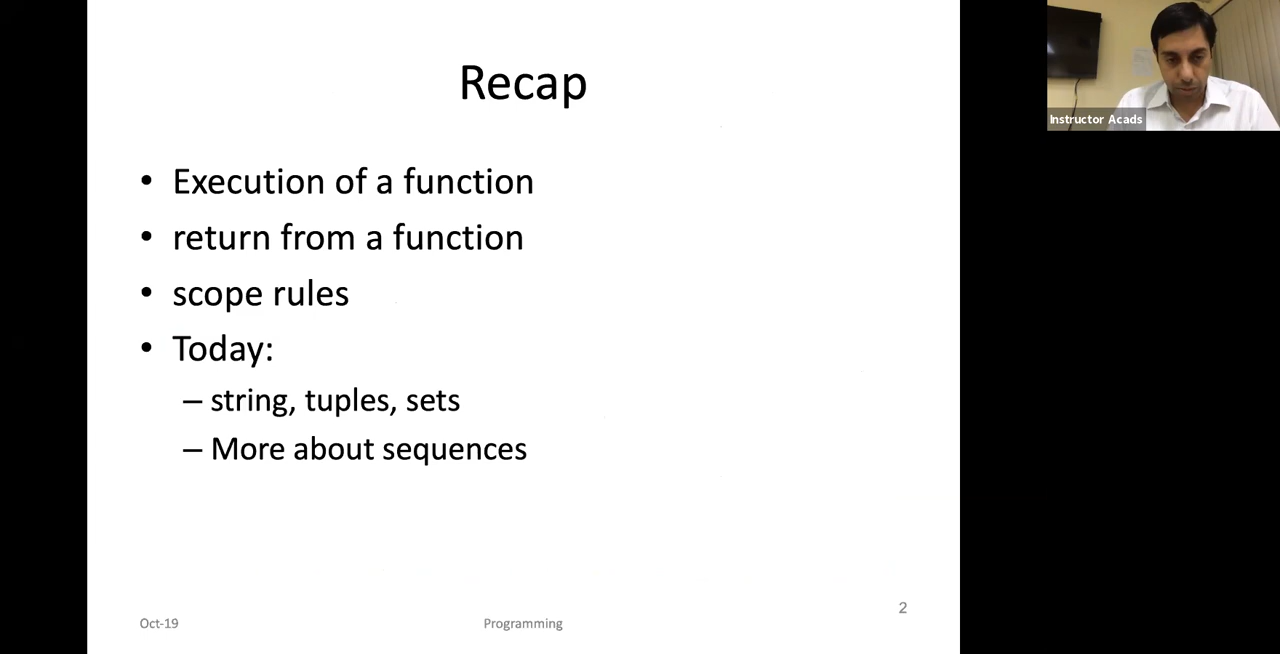 Recap
• Execution of a function
• return from a function
• scope rules
• Today:
– string, tuples, sets
– More about sequences
Oct-19
Programming
2
Instructor Acads